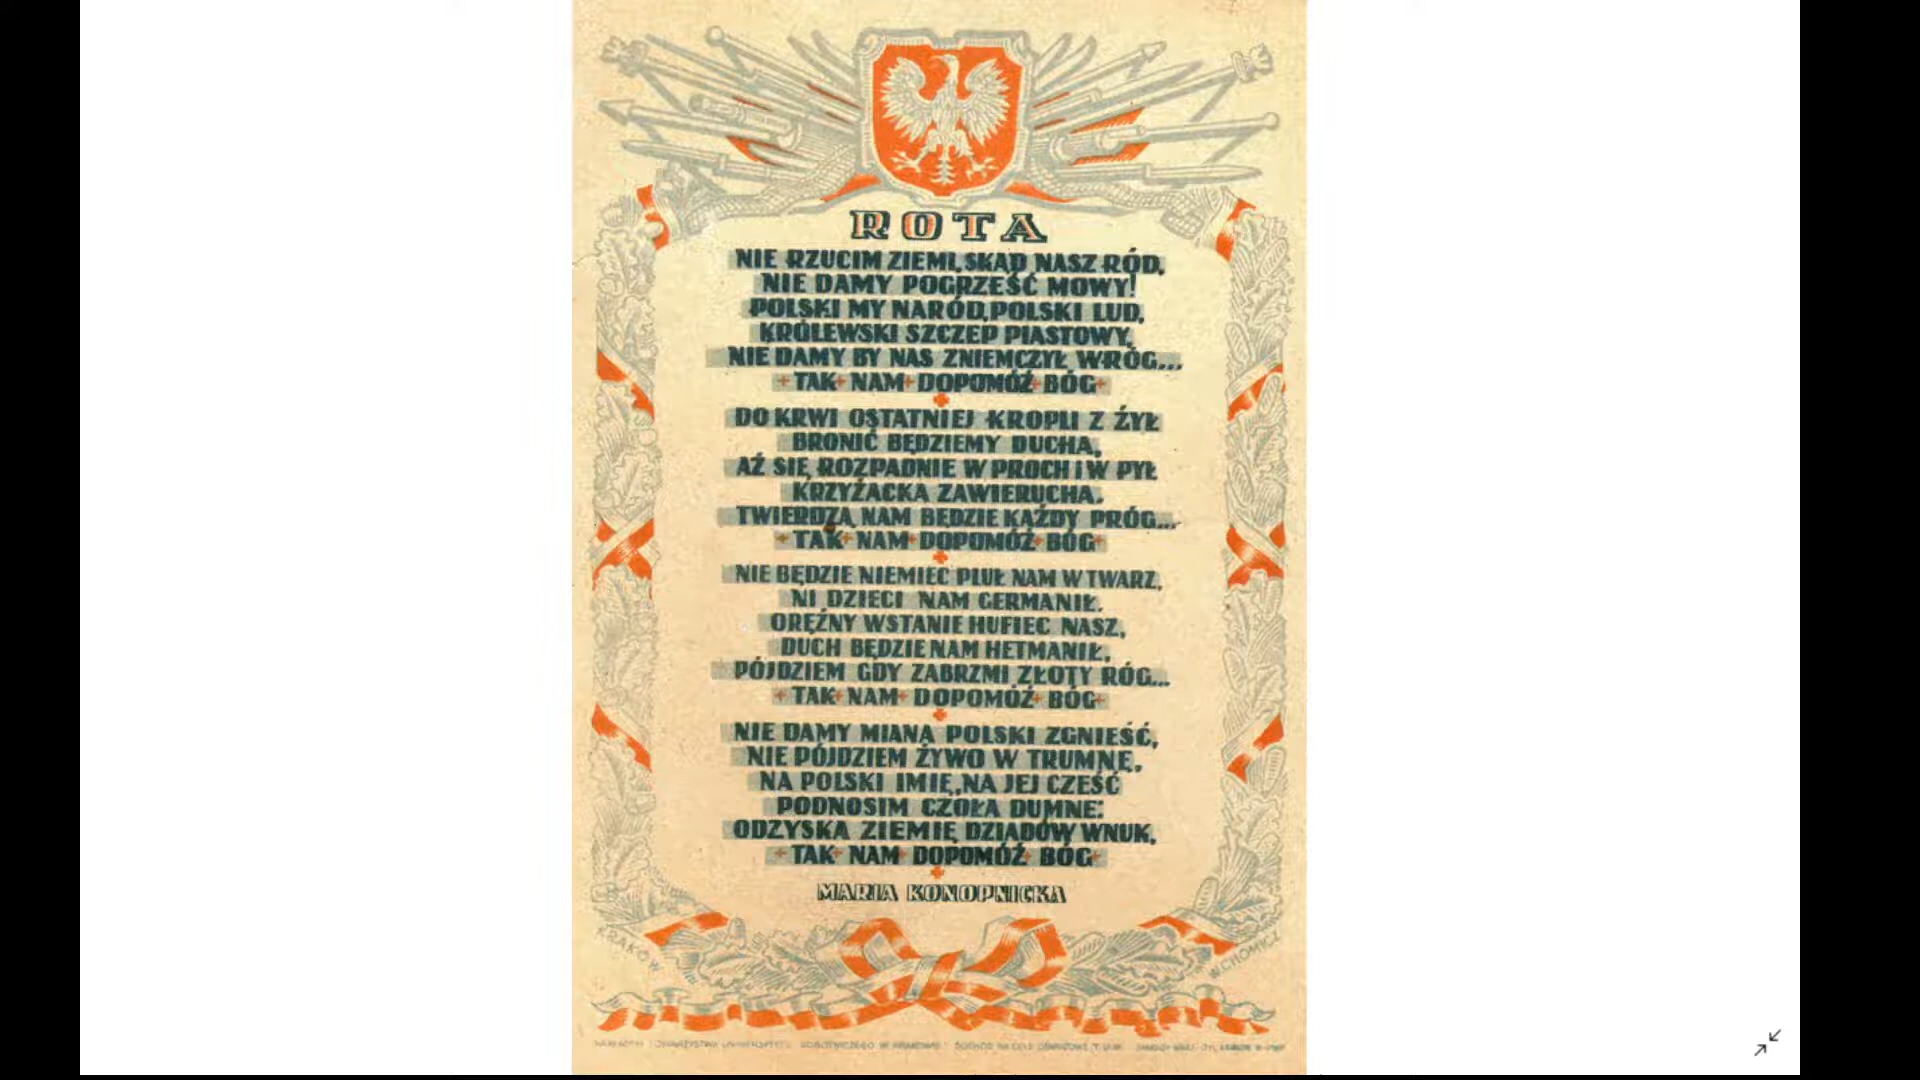 ROTA
NIE RZUCIM ZIEMI, SKĄD NASZ RÓD,
NIE DAMY POGRZEŚĆ MOWY!
POLSKI MY NARÓD, POLSKI LUD,
KRÓLEWSKI SZCZEP PIASTOWY,
NIE DAMY BY NAS ZNIEMCZYŁ WRÓG...
+TAK+NAM+DOPOMÓŻ+BÓG+
DO KRWI OSTATNIEJ KROPLI Z ŻYŁ
BRONIĆ BĘDZIEMY DUCHA,
AŻ SIĘ ROZPADNIE W PROCH I W PYŁ
KRZYŻACKA ZAWIERUCHA.
TWIERDZĄ NAM BĘDZIE KAŻDY PRÓG...
+TAK+NAM+DOPOMÓŻ+BÓG+
NIE BĘDZIE NIEMIEC PLUŁ NAM W TWARZ,
NI DZIECI NAM GERMANIŁ.
ORĘŻNY WSTANIE HUFIEC NASZ,
DUCH BĘDZIE NAM HETMANIŁ,
PÓJDZIEM GDY ZABRZMI ZŁOTY RÓG...
+TAK+NAM+DOPOMÓŻ+BÓG+
NIE DAMY MIANA POLSKI ZGNIEŚĆ,
NIE PÓJDZIEM ŻYWO W TRUMNĘ,
NA POLSKI IMIĘ, NA JEJ CZEŚĆ
PODNOSIM CZOŁA DUMNE:
ODZYSKA ZIEMIĘ DZIADÓW WNUK,
+TAK+NAM+DOPOMÓŻ+BÓG+
MARIA KONOPNICKA
KRAKÓW
W.CHOMICZ